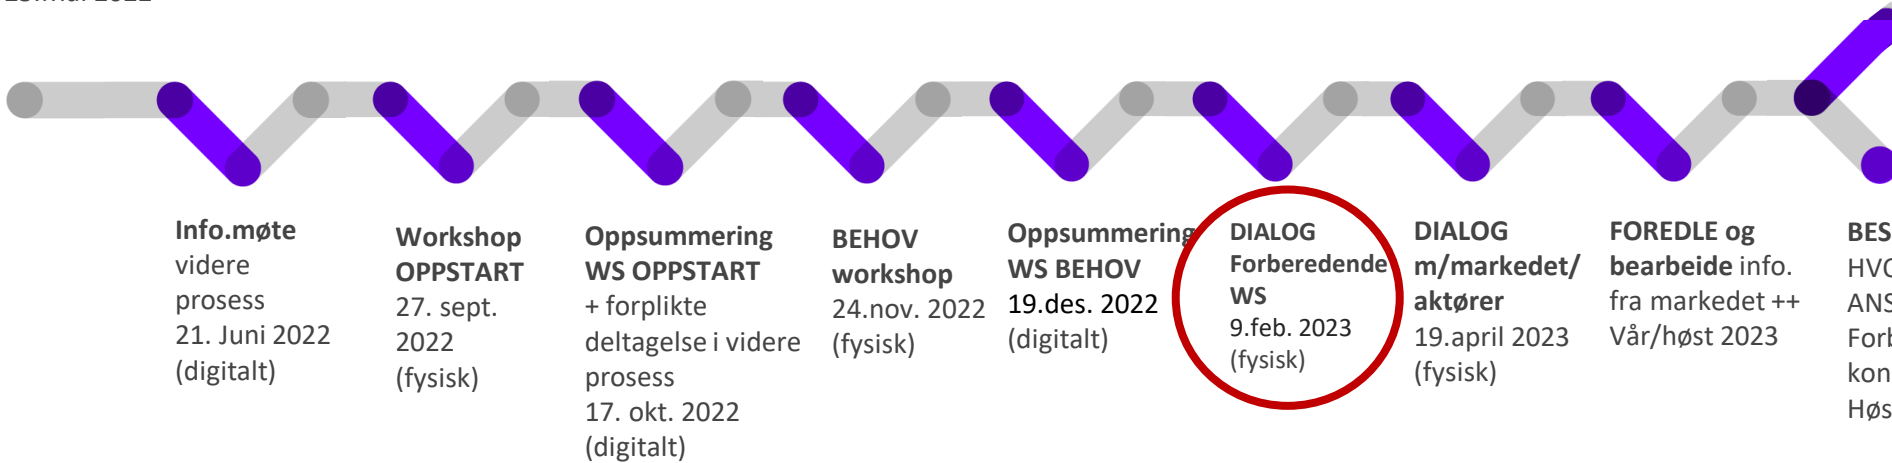 Info.møte
videre
prosess
21. Juni 2022
(digitalt)
Workshop
OPPSTART
27. sept.
2022
(fysisk)
Oppsummering
WS OPPSTART
+ forplikte
deltagelse i videre
prosess
17. okt. 2022
(digitalt)
BEHOV
workshop
24.nov. 2022
(fysisk)
Oppsummering
WS BEHOV
19.des. 2022
(digitalt)
DIALOG
Forberedende
WS
9.feb. 2023
(fysisk)
DIALOG
m/markedet/
aktører
19.april 2023
(fysisk)
FOREDLE og
bearbeide info.
fra markedet ++
Vår/høst 2023